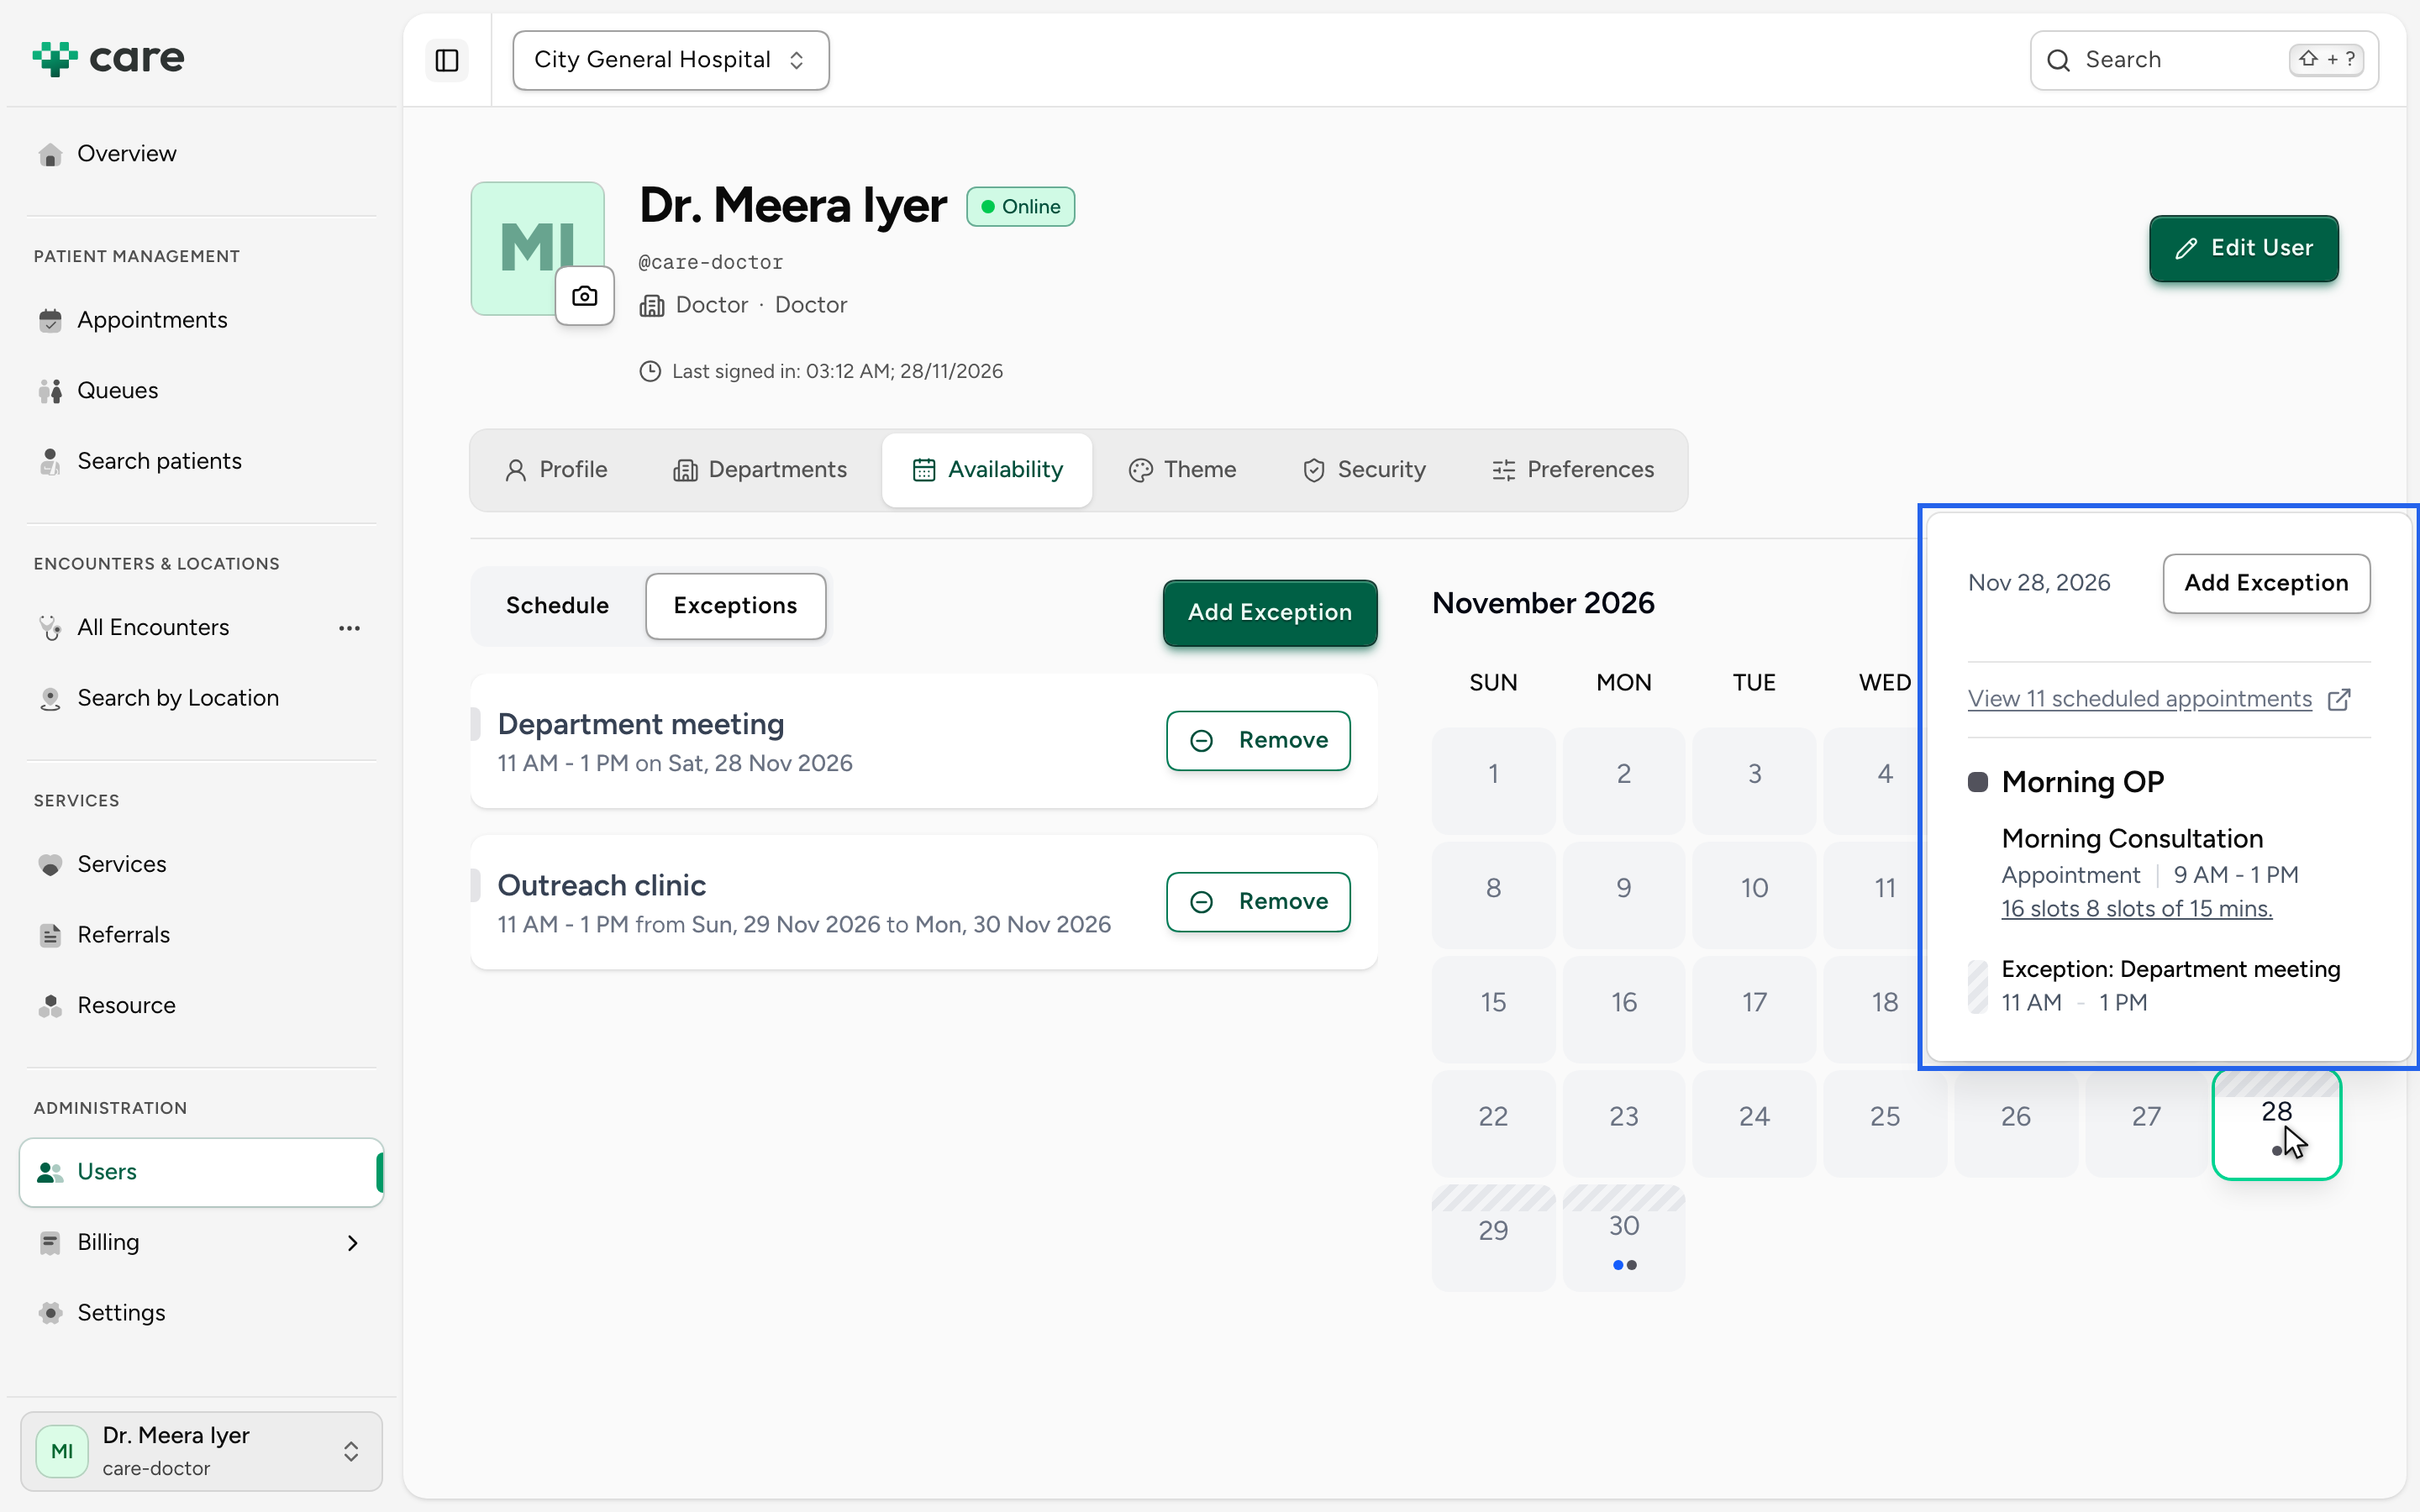 care
City General Hospital
Search
⇧ + ?
Overview
PATIENT MANAGEMENT
Appointments
Queues
Search patients
ENCOUNTERS & LOCATIONS
All Encounters
Search by Location
SERVICES
Services
Referrals
Resource
ADMINISTRATION
Users
Billing
Settings
MI
Dr. Meera Iyer
care-doctor
MI
Dr. Meera Iyer
Online
@care-doctor
Doctor · Doctor
Last signed in: 03:12 AM; 28/11/2026
Edit User
Profile
Departments
Availability
Theme
Security
Preferences
Schedule
Exceptions
Add Exception
Department meeting
11 AM - 1 PM on Sat, 28 Nov 2026
Remove
Outreach clinic
11 AM - 1 PM from Sun, 29 Nov 2026 to Mon, 30 Nov 2026
Remove
November 2026
SUN MON TUE WED
1 2 3 4
8 9 10 11
15 16 17 18
22 23 24 25 26 27 28
29 30
Nov 28, 2026
Add Exception
View 11 scheduled appointments
Morning OP
Morning Consultation
Appointment | 9 AM - 1 PM
16 slots 8 slots of 15 mins.
Exception: Department meeting
11 AM - 1 PM